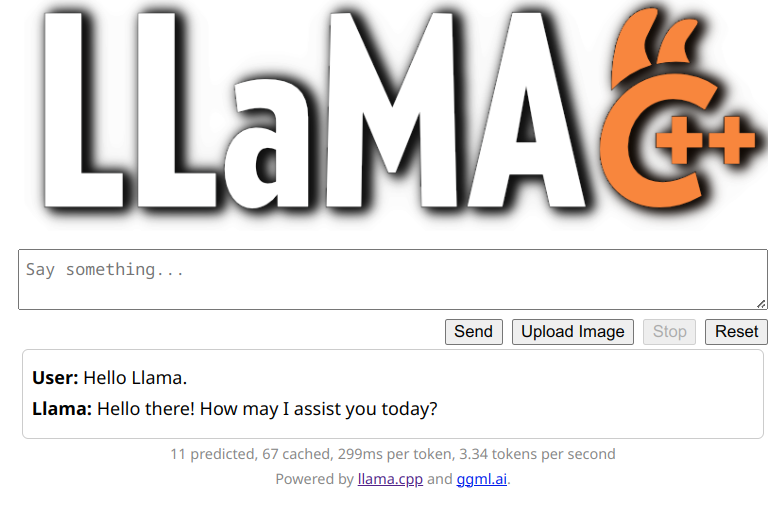 LLaMA C++
Say something...
Send Upload Image Stop Reset
User: Hello Llama.
Llama: Hello there! How may I assist you today?
11 predicted, 67 cached, 299ms per token, 3.34 tokens per second
Powered by llama.cpp and ggml.ai.